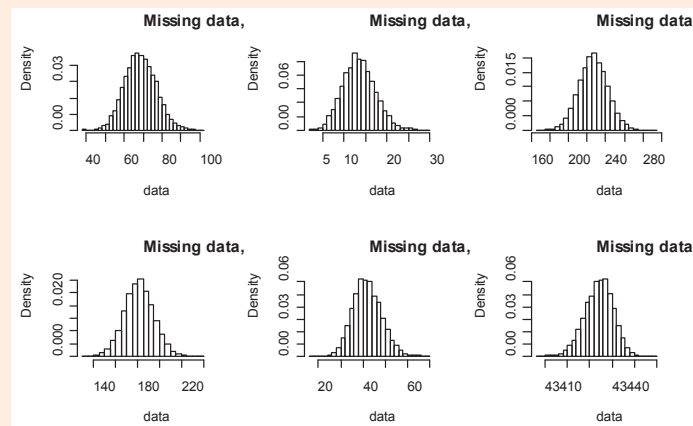 Missing data,
Density
0.00 0.03
40 60 80 100
data
Missing data,
Density
0.00 0.06
5 10 20 30
data
Missing data
Density
0.000 0.015
160 200 240 280
data
Missing data,
Density
0.000 0.020
140 180 220
data
Missing data,
Density
0.00 0.03 0.06
20 40 60
data
Missing data
Density
0.00 0.03 0.06
43410 43440
data